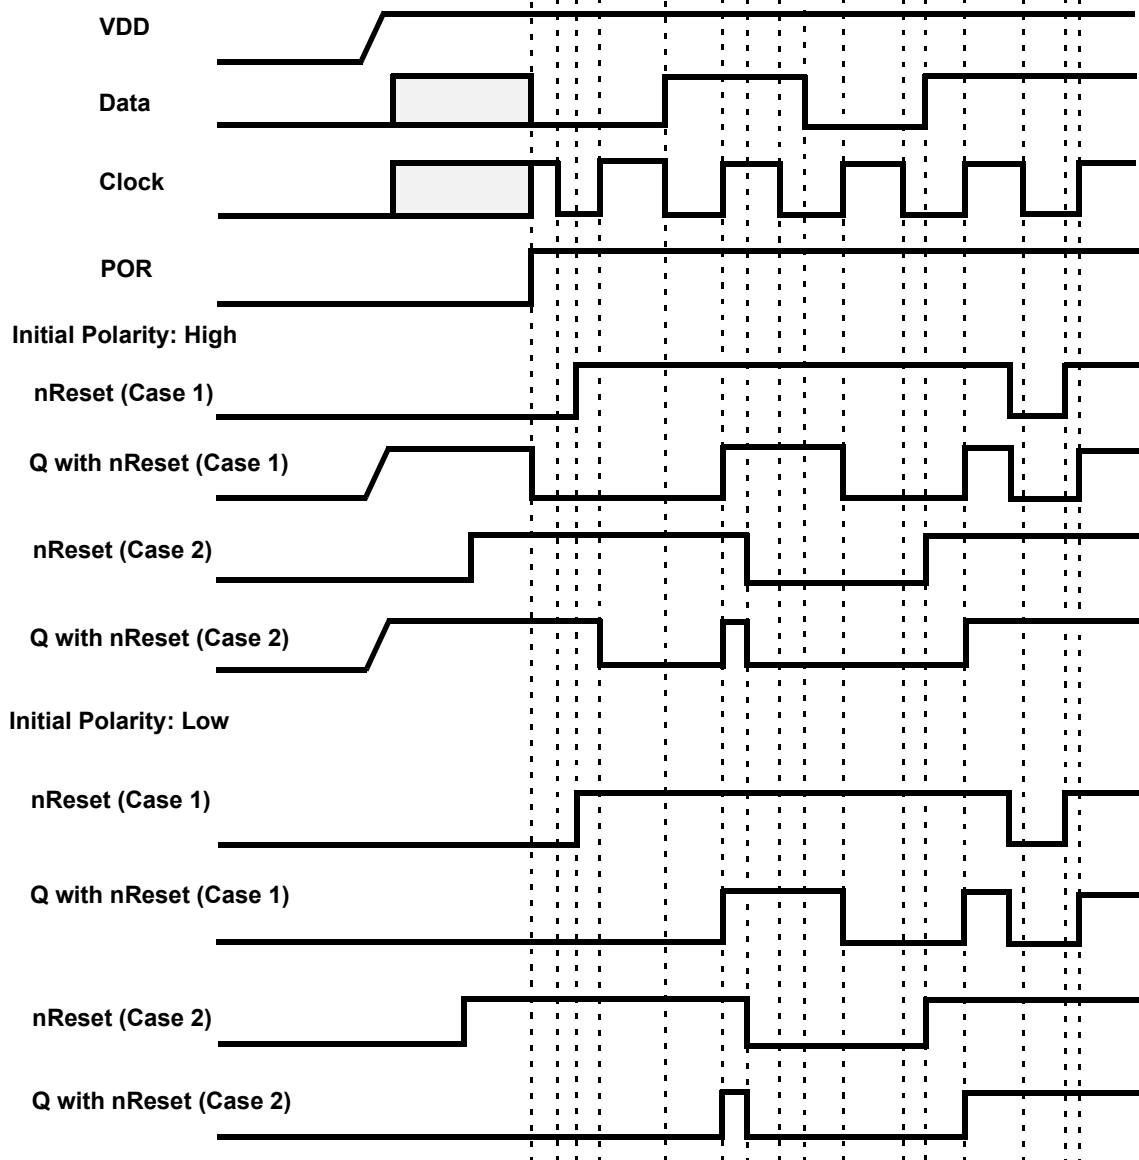 VDD
Data
Clock
POR
Initial Polarity: High
nReset (Case 1)
Q with nReset (Case 1)
nReset (Case 2)
Q with nReset (Case 2)
Initial Polarity: Low
nReset (Case 1)
Q with nReset (Case 1)
nReset (Case 2)
Q with nReset (Case 2)